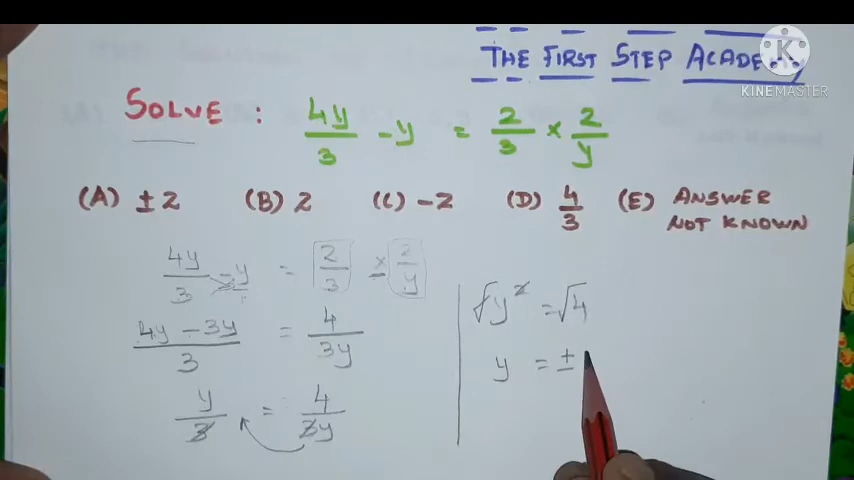 THE FIRST STEP ACADEMY
K
KINEMASTER
SOLVE : 4y/3 - y = 2/3 × 2/y
(A) ±2 (B) 2 (C) -2 (D) 4/3 (E) ANSWER
NOT KNOWN
4y/3 - y = 2/3 × 2/y
4y - 3y/3 = 4/3y
y/3 = 4/3y
√y² = √4
y = ±